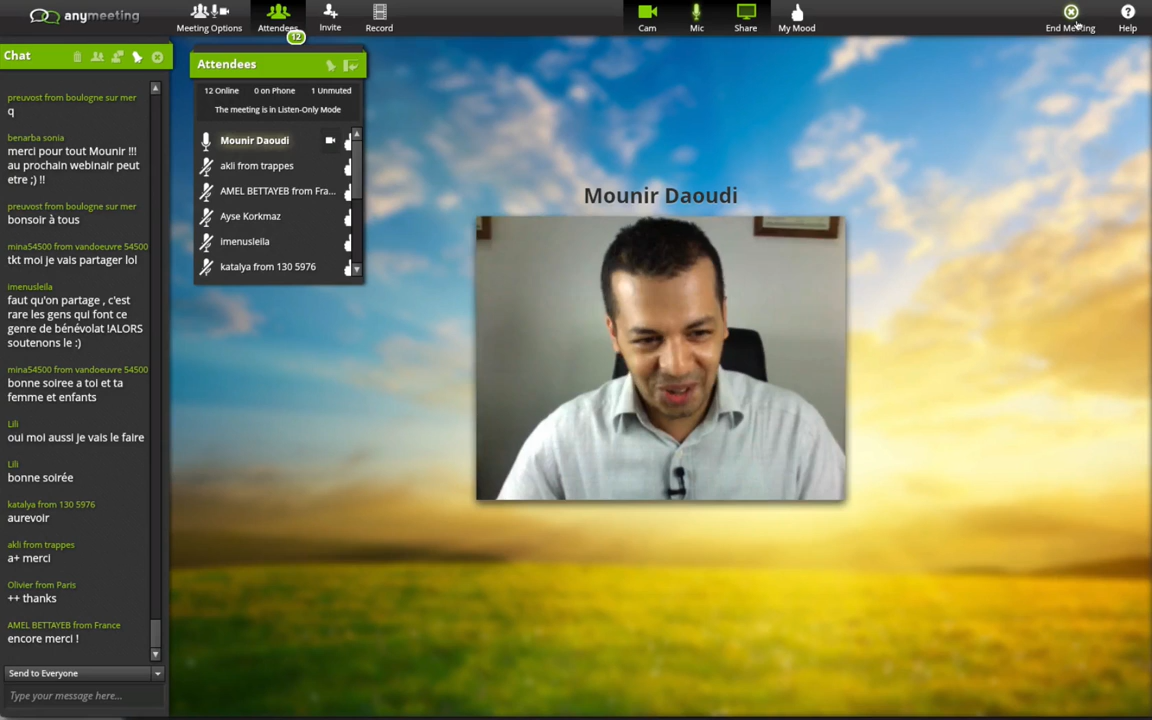 anymeeting
Meeting Options
Attendees
12
Invite
Record
Cam
Mic
Share
My Mood
End Meeting
Help
Chat
preuvost from boulogne sur mer
q
benarba sonia
merci pour tout Mounir !!!
au prochain webinair peut
etre ;) !!
preuvost from boulogne sur mer
bonsoir à tous
mina54500 from vandoeuvre 54500
tkt moi je vais partager lol
imenusleila
faut qu'on partage , c'est
rare les gens qui font ce
genre de bénévolat !ALORS
soutenons le :)
mina54500 from vandoeuvre 54500
bonne soiree a toi et ta
femme et enfants
Lili
oui moi aussi je vais le faire
Lili
bonne soirée
katalya from 130 5976
aurevoir
akli from trappes
a+ merci
Olivier from Paris
++ thanks
AMEL BETTAYEB from France
encore merci !
Send to Everyone
Type your message here...
Attendees
12 Online 0 on Phone 1 Unmuted
The meeting is in Listen-Only Mode
Mounir Daoudi
akli from trappes
AMEL BETTAYEB from Fra...
Ayse Korkmaz
imenusleila
katalya from 130 5976
Mounir Daoudi